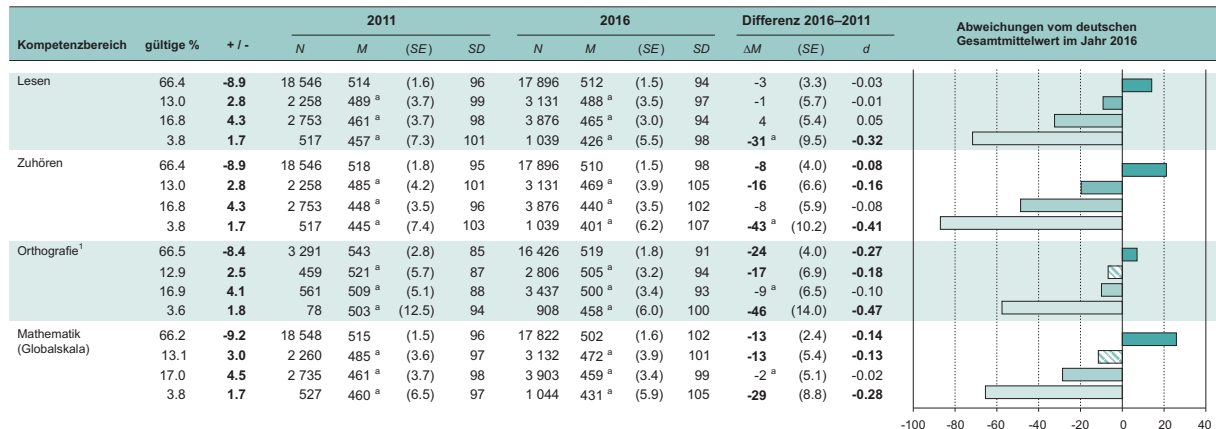 2011 2016 Differenz 2016–2011 Abweichungen vom deutschen Gesamtmittelwert im Jahr 2016
Kompetenzbereich gültige % + / - N M (SE) SD N M (SE) SD ΔM (SE) d
Lesen 66.4 -8.9 18 546 514 (1.6) 96 17 896 512 (1.5) 94 -3 (3.3) -0.03
13.0 2.8 2 258 489 a (3.7) 99 3 131 488 a (3.5) 97 -1 (5.7) -0.01
16.8 4.3 2 753 461 a (3.7) 98 3 876 465 a (3.0) 94 4 (5.4) 0.05
3.8 1.7 517 457 a (7.3) 101 1 039 426 a (5.5) 98 -31 a (9.5) -0.32
Zuhören 66.4 -8.9 18 546 518 (1.8) 95 17 896 510 (1.5) 98 -8 (4.0) -0.08
13.0 2.8 2 258 485 a (4.2) 101 3 131 469 a (3.9) 105 -16 (6.6) -0.16
16.8 4.3 2 753 448 a (3.5) 96 3 876 440 a (3.5) 102 -8 (5.9) -0.08
3.8 1.7 517 445 a (7.4) 103 1 039 401 a (6.2) 107 -43 a (10.2) -0.41
Orthografie1 66.5 -8.4 3 291 543 (2.8) 85 16 426 519 (1.8) 91 -24 (4.0) -0.27
12.9 2.5 459 521 a (5.7) 87 2 806 505 a (3.2) 94 -17 (6.9) -0.18
16.9 4.1 561 509 a (5.1) 88 3 437 500 a (3.4) 93 -9 a (6.5) -0.10
3.6 1.8 78 503 a (12.5) 94 908 458 a (6.0) 100 -46 (14.0) -0.47
Mathematik 66.2 -9.2 18 548 515 (1.5) 96 17 822 502 (1.6) 102 -13 (2.4) -0.14
(Globalskala) 13.1 3.0 2 260 485 a (3.6) 97 3 132 472 a (3.9) 101 -13 (5.4) -0.13
17.0 4.5 2 735 461 a (3.7) 98 3 903 459 a (3.4) 99 -2 a (5.1) -0.02
3.8 1.7 527 460 a (6.5) 97 1 044 431 a (5.9) 105 -29 (8.8) -0.28
-100 -80 -60 -40 -20 0 20 40